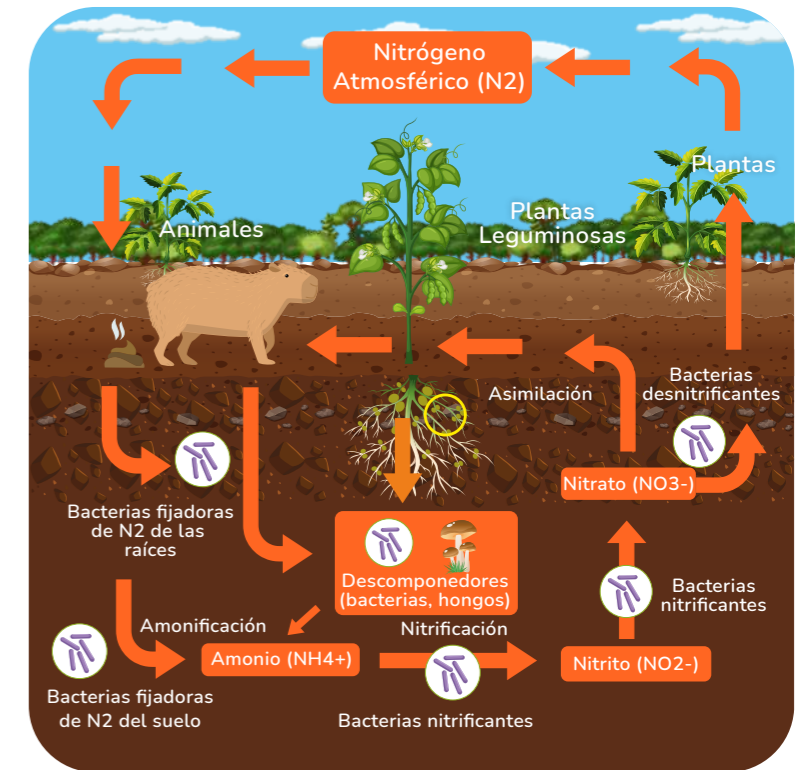 Nitrógeno
Atmosférico (N2)
Plantas
Animales
Plantas
Leguminosas
Asimilación
Bacterias
desnitrificantes
Nitrato (NO3-)
Bacterias fijadoras
de N2 de las
raíces
Descomponedores
(bacterias, hongos)
Bacterias
nitrificantes
Amonificación
Nitrificación
Amonio (NH4+)
Nitrito (NO2-)
Bacterias fijadoras
de N2 del suelo
Bacterias nitrificantes